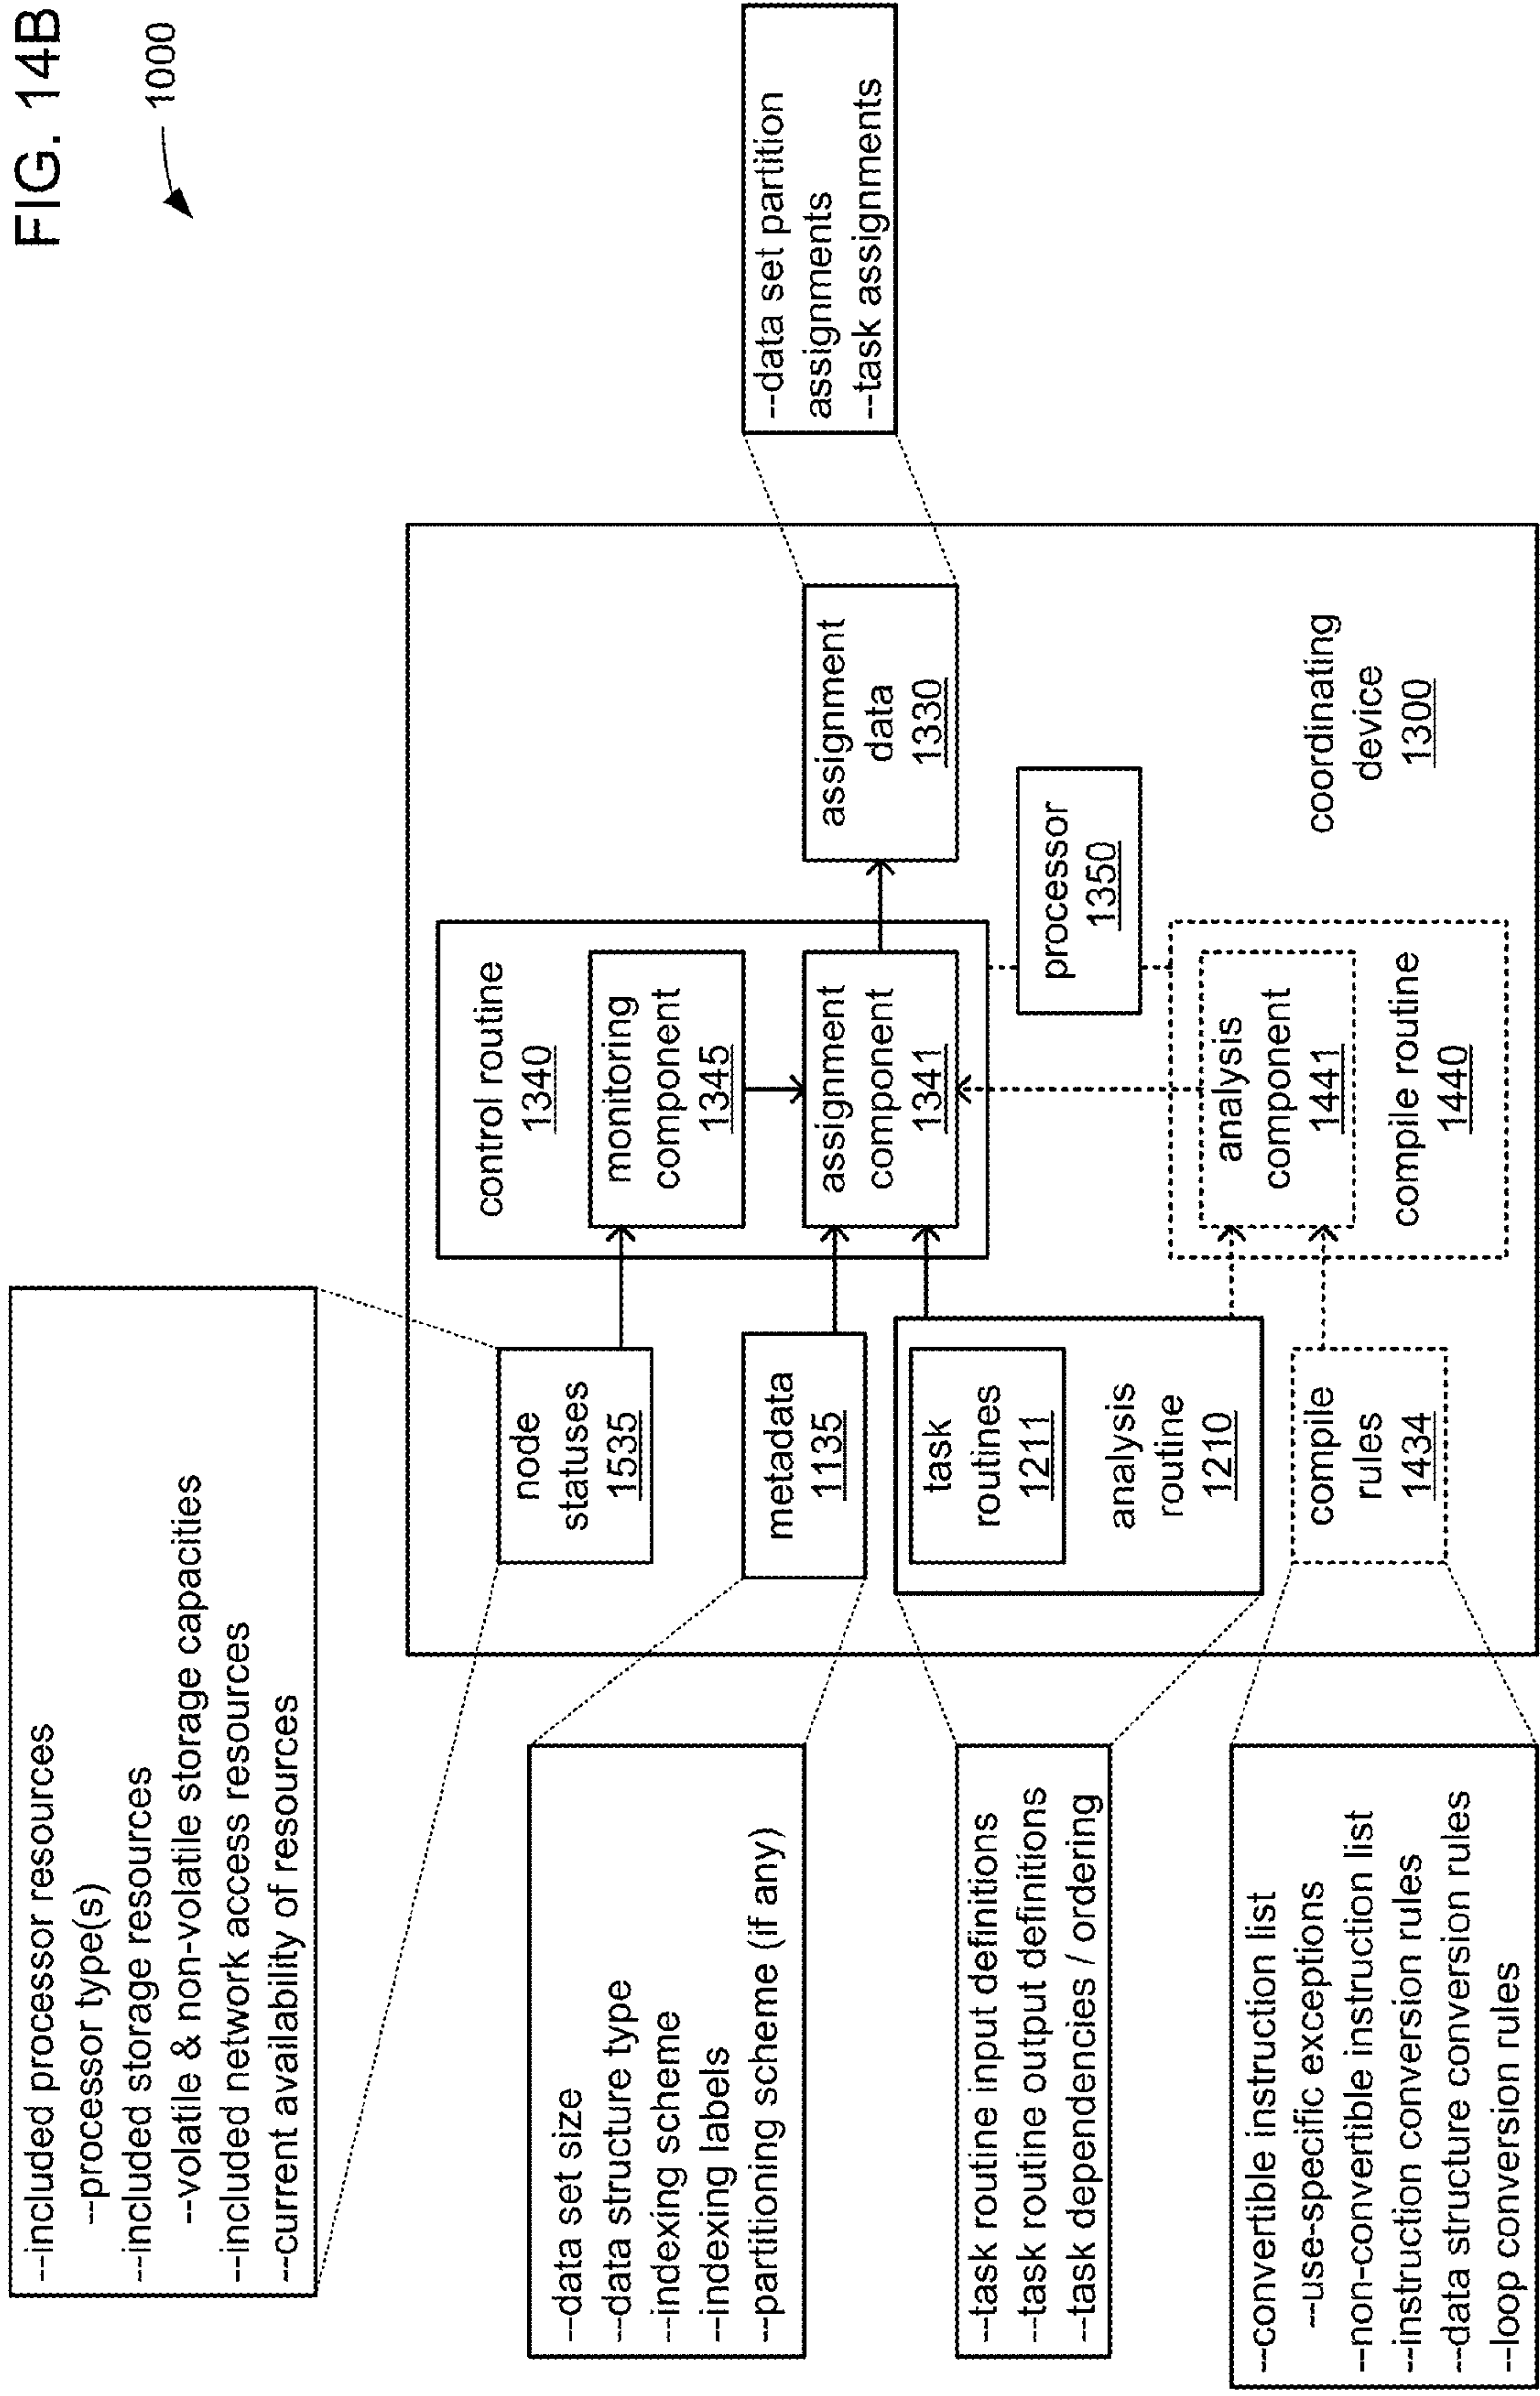 FIG. 14B
1000
--included processor resources
--processor type(s)
--included storage resources
--volatile & non-volatile storage capacities
--included network access resources
--current availability of resources
--data set size
--data structure type
--indexing scheme
--indexing labels
--partitioning scheme (if any)
--task routine input definitions
--task routine output definitions
--task dependencies / ordering
--convertible instruction list
--use-specific exceptions
--non-convertible instruction list
--instruction conversion rules
--data structure conversion rules
--loop conversion rules
node
statuses
1535
metadata
1135
task
routines
1211
analysis
routine
1210
compile
rules
1434
control routine
1340
monitoring
component
1345
assignment
component
1341
analysis
component
1441
compile routine
1440
processor
1350
assignment
data
1330
coordinating
device
1300
--data set partition
assignments
--task assignments